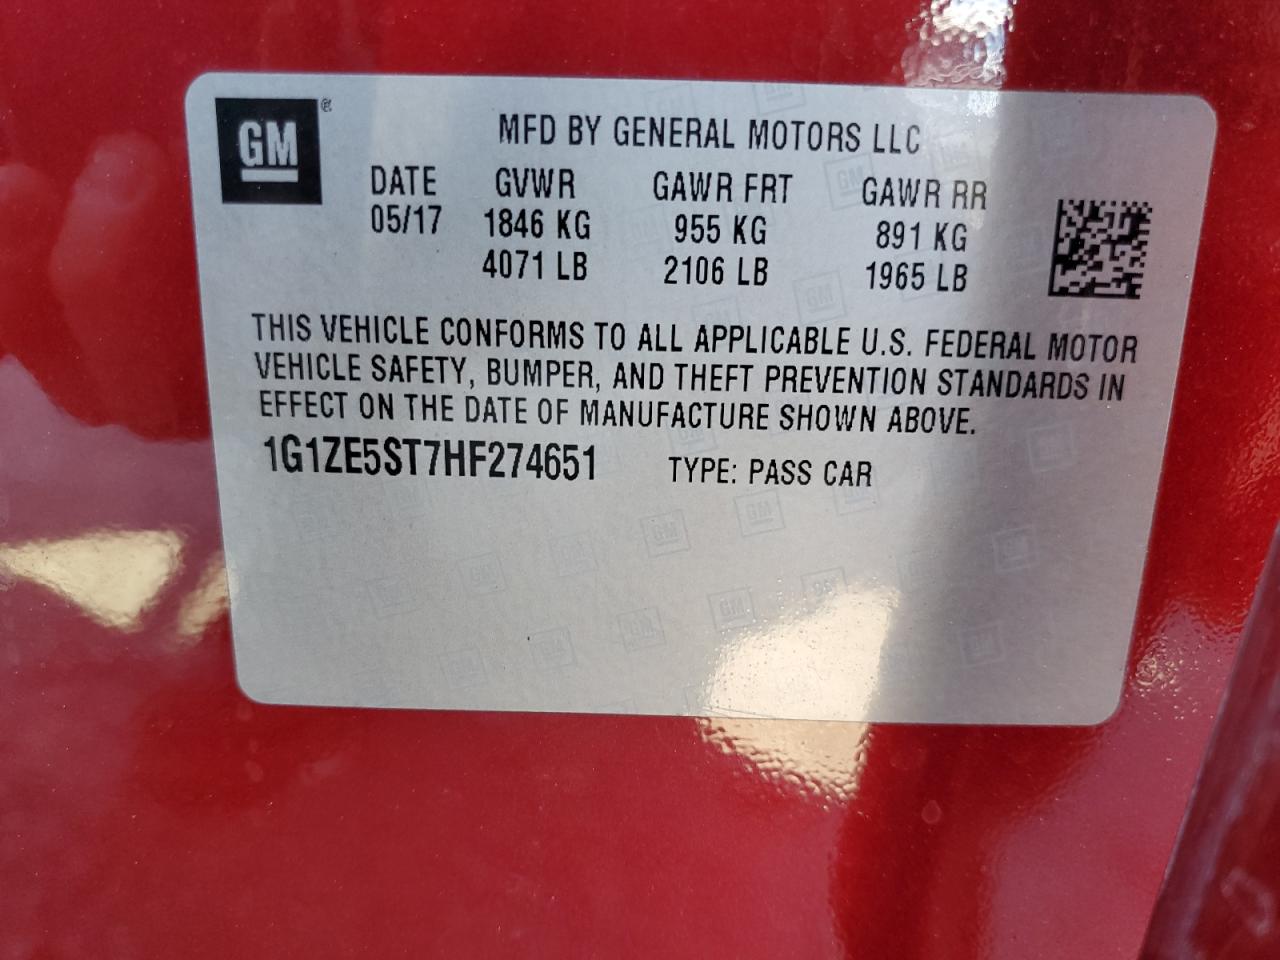 GM ®
MFD BY GENERAL MOTORS LLC
DATE GVWR GAWR FRT GAWR RR
05/17 1846 KG 955 KG 891 KG
4071 LB 2106 LB 1965 LB
THIS VEHICLE CONFORMS TO ALL APPLICABLE U.S. FEDERAL MOTOR
VEHICLE SAFETY, BUMPER, AND THEFT PREVENTION STANDARDS IN
EFFECT ON THE DATE OF MANUFACTURE SHOWN ABOVE.
1G1ZE5ST7HF274651 TYPE: PASS CAR